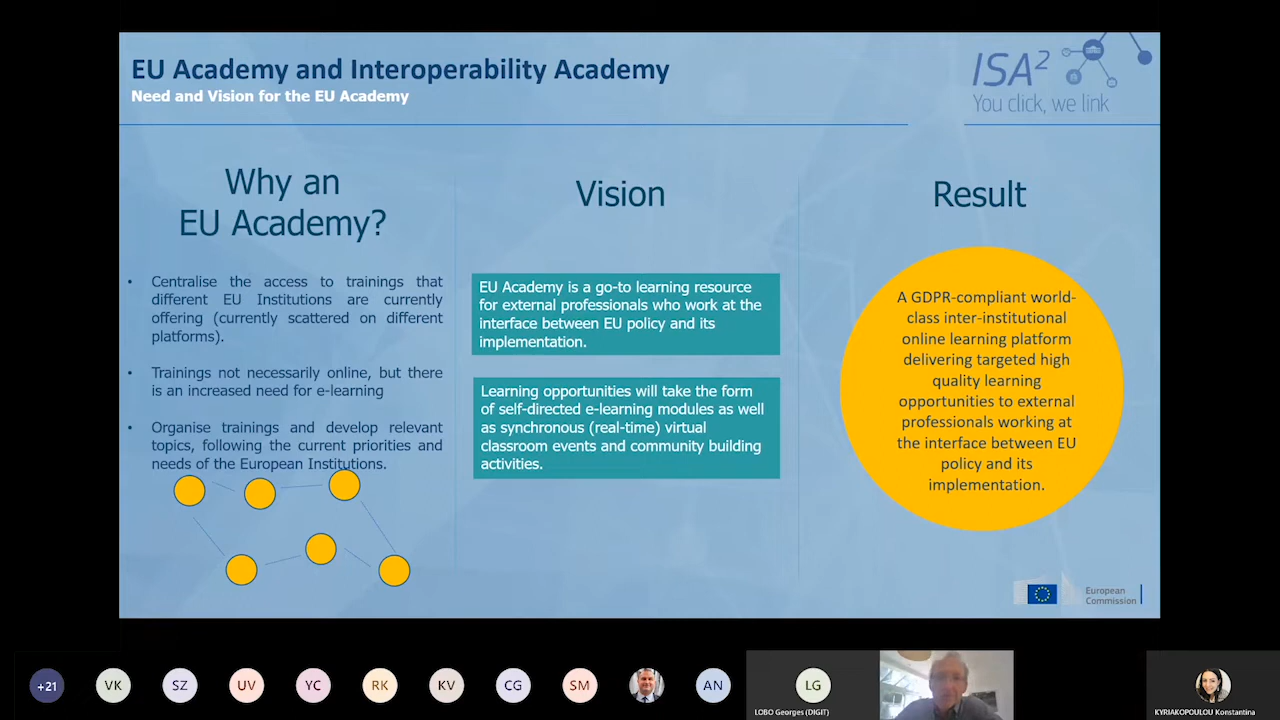 EU Academy and Interoperability Academy
Need and Vision for the EU Academy
ISA²
You click, we link
Why an
EU Academy?
• Centralise the access to trainings that
different EU Institutions are currently
offering (currently scattered on different
platforms).
• Trainings not necessarily online, but there
is an increased need for e-learning
• Organise trainings and develop relevant
topics, following the current priorities and
needs of the European Institutions.
Vision
EU Academy is a go-to learning resource
for external professionals who work at the
interface between EU policy and its
implementation.
Learning opportunities will take the form
of self-directed e-learning modules as well
as synchronous (real-time) virtual
classroom events and community building
activities.
Result
A GDPR-compliant world-
class inter-institutional
online learning platform
delivering targeted high
quality learning
opportunities to external
professionals working at
the interface between EU
policy and its
implementation.
European
Commission
+21
VK
SZ
UV
YC
RK
KV
CG
SM
AN
LG
LOBO Georges (DIGIT)
KYRIAKOPOULOU Konstantina